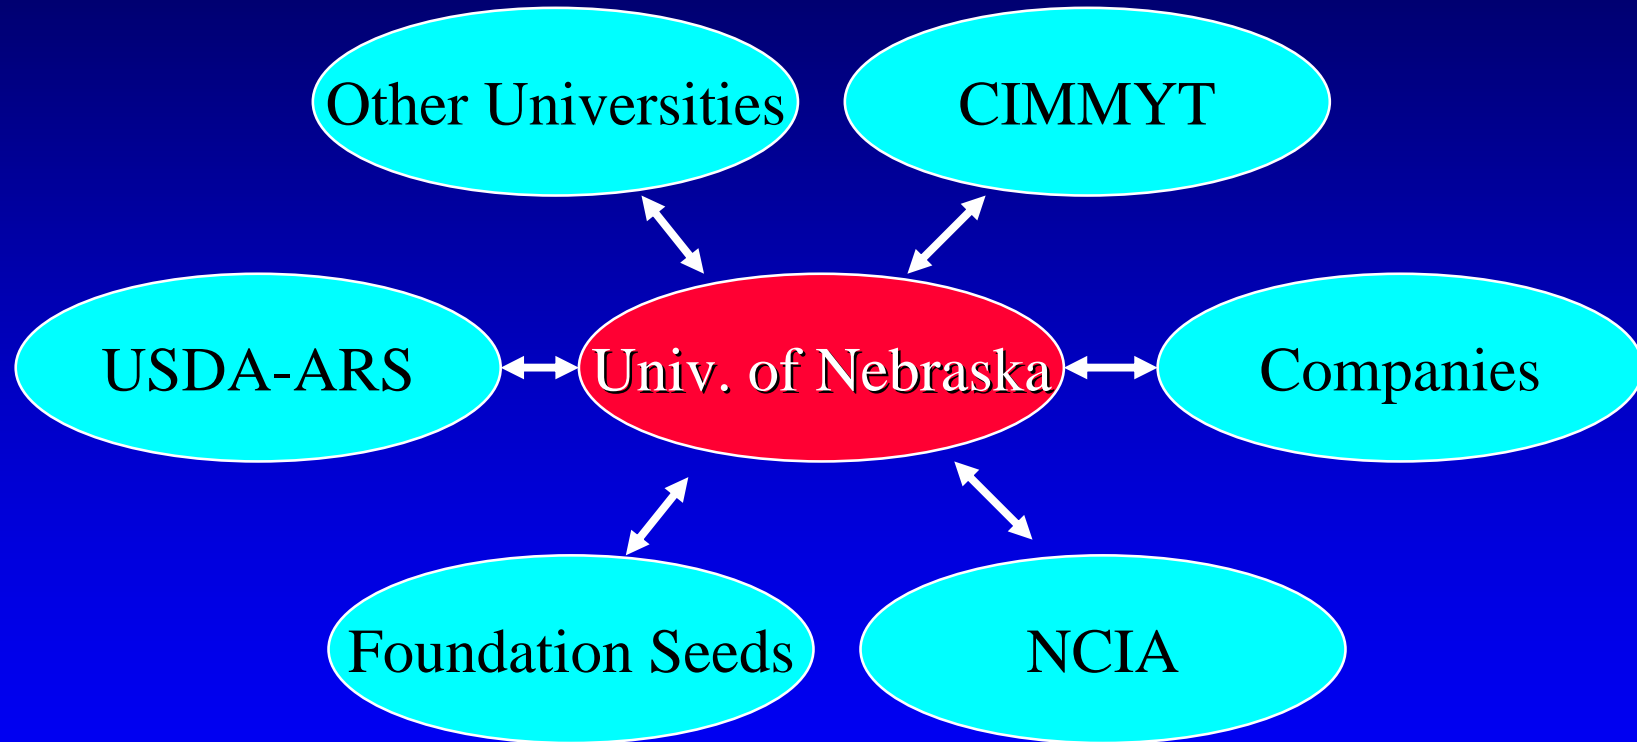 Other Universities
CIMMYT
USDA-ARS
Univ. of Nebraska
Companies
Foundation Seeds
NCIA